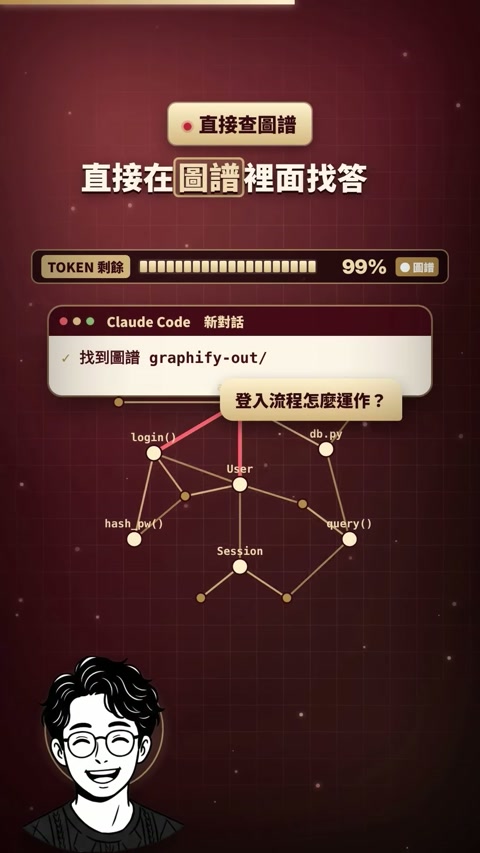 直接查圖譜
直接在圖譜裡面找答
TOKEN 剩餘 99% 圖譜
Claude Code 新對話
✓ 找到圖譜 graphify-out/
登入流程怎麼運作？
login() db.py
User
hash_pw() query()
Session